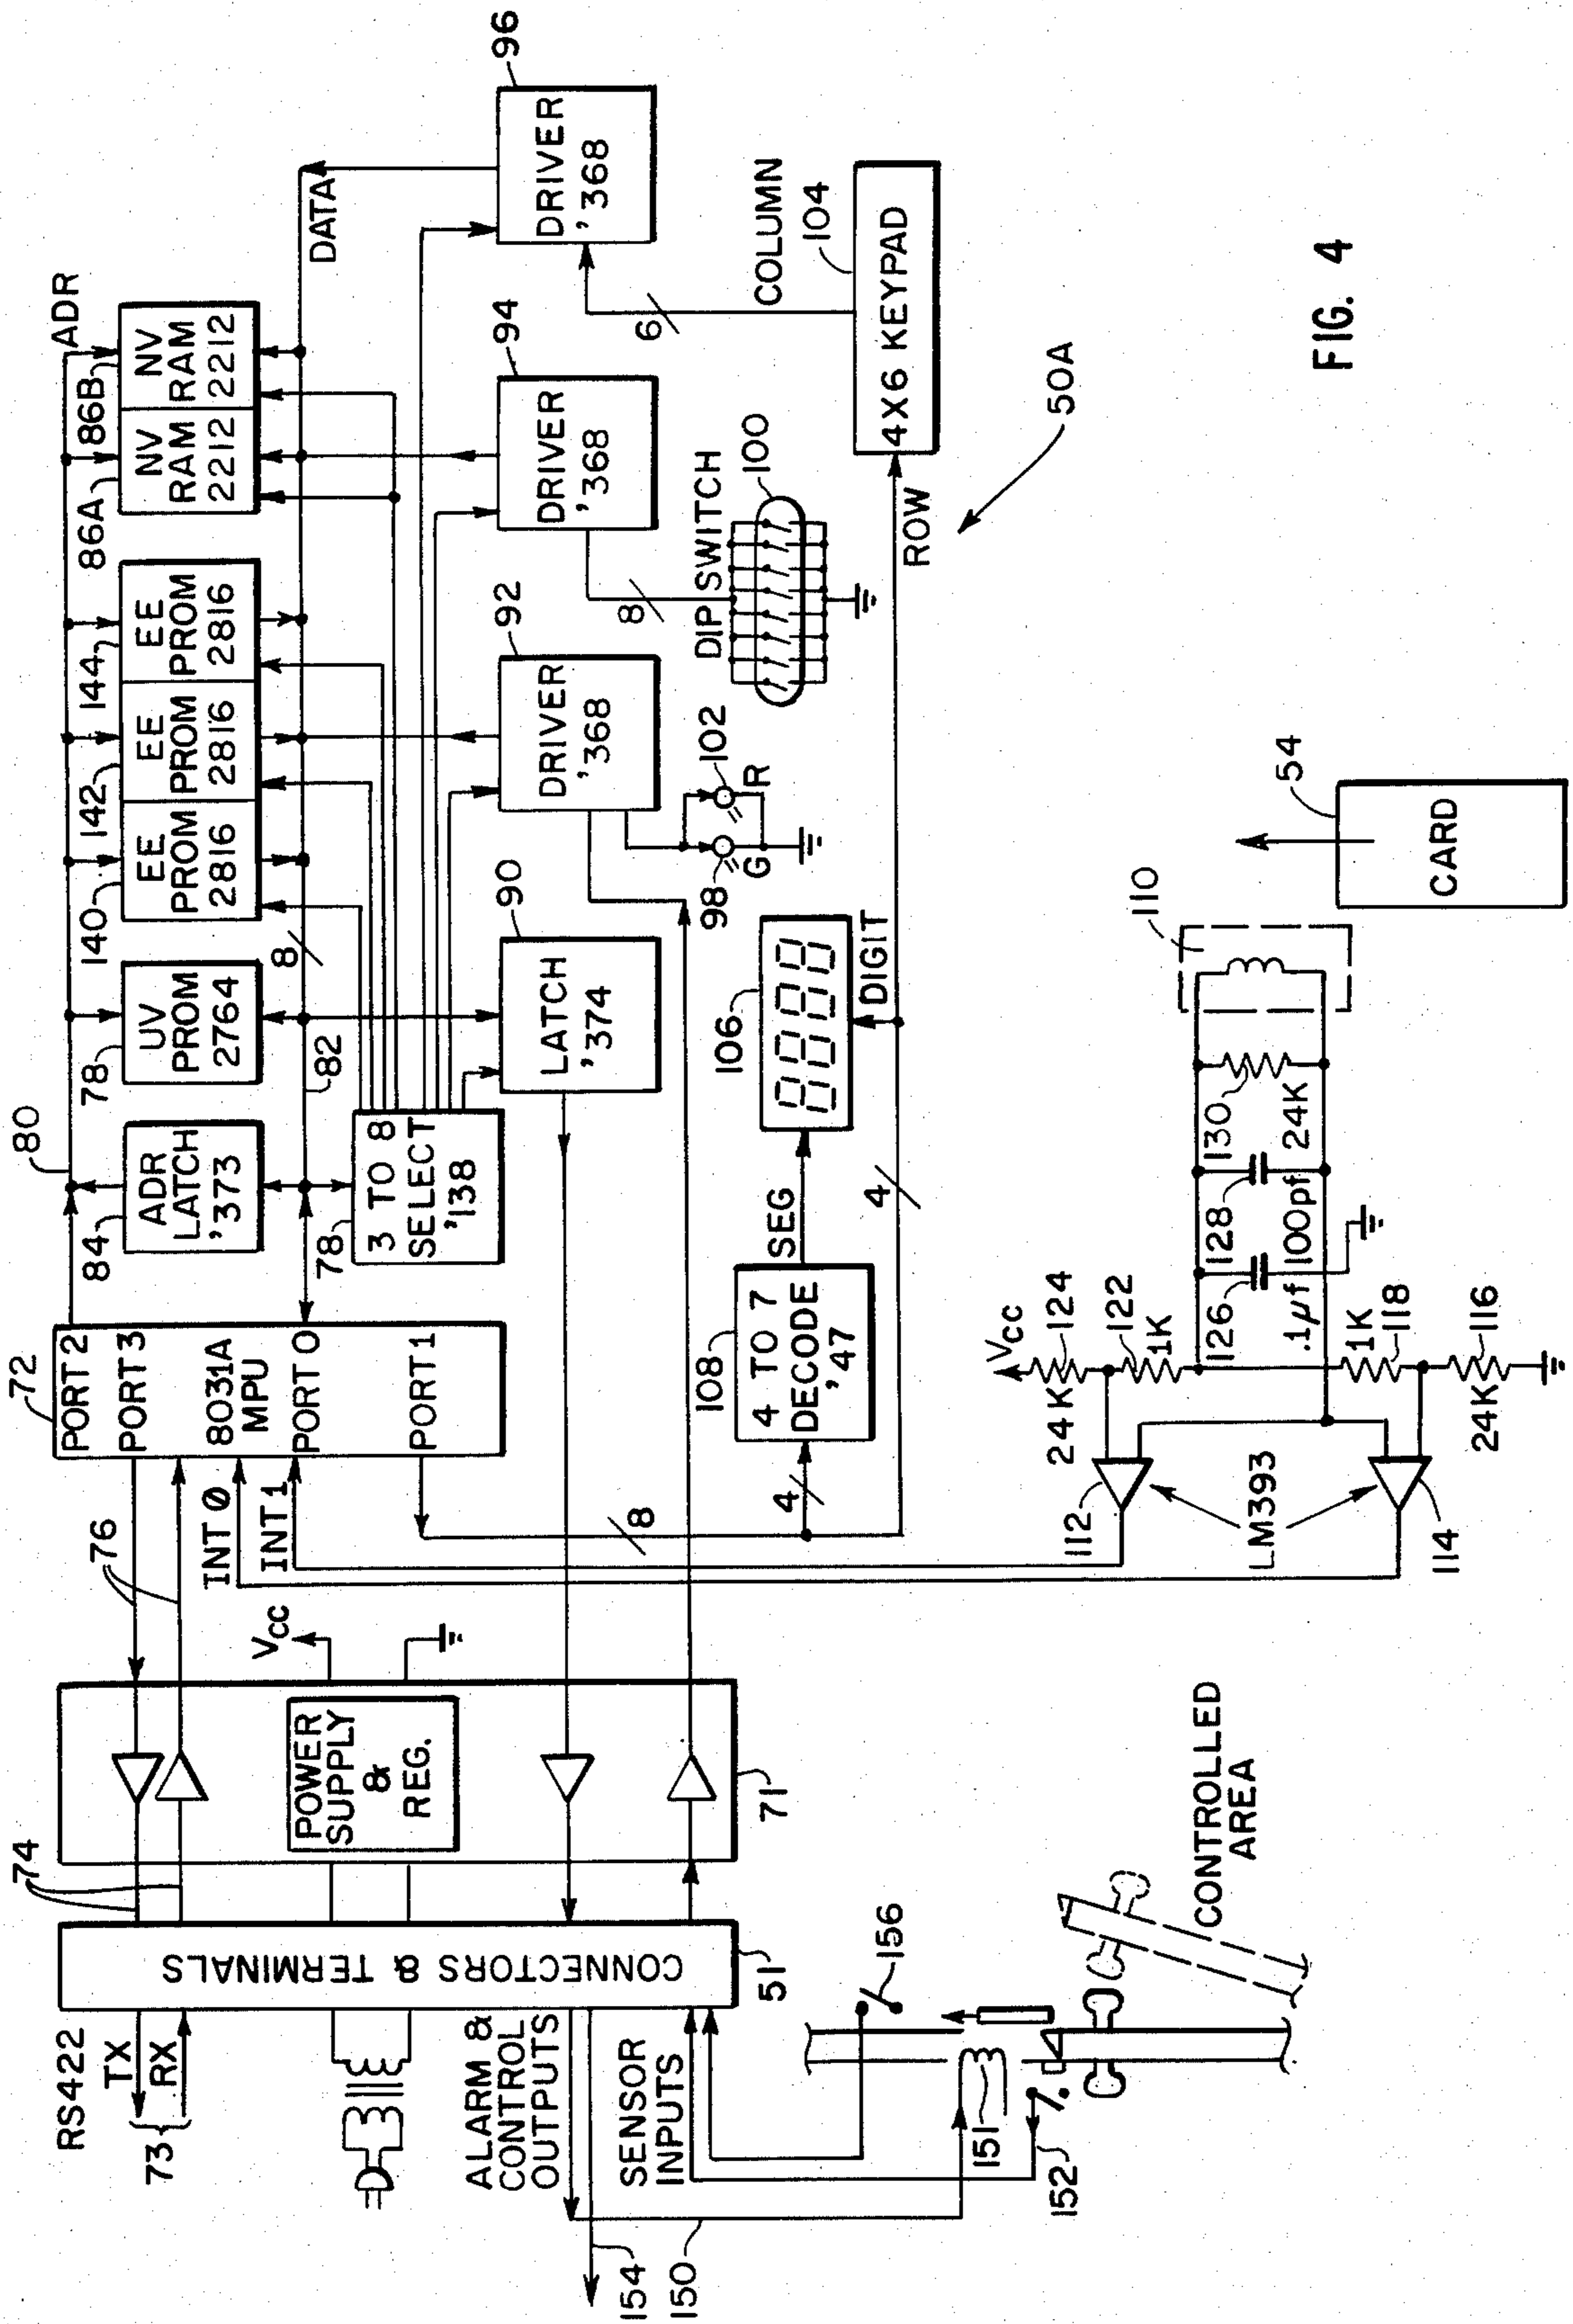 RS422
TX
RX
73
74
76
CONNECTORS & TERMINALS
51
ALARM &
CONTROL
OUTPUTS
SENSOR
INPUTS
154
150
151
152
156
CONTROLLED
AREA
POWER
SUPPLY
&
REG.
71
VCC
72
PORT 2
PORT 3
8031A
MPU
PORT 0
PORT 1
INT 0
INT 1
8
80
84
ADR
LATCH
'373
78
UV
PROM
2764
82
8
78
3 TO 8
SELECT
'138
140
EE
PROM
2816
142
EE
PROM
2816
144
EE
PROM
2816
86A
NV
RAM
2212
86B
NV
RAM
2212
ADR
DATA
90
LATCH
'374
92
DRIVER
'368
94
DRIVER
'368
96
DRIVER
'368
98
G
102
R
8
DIP SWITCH
100
6
COLUMN
104
4X6 KEYPAD
ROW
106
DIGIT
SEG
108
4 TO 7
DECODE
'47
4
4
50A
112
LM393
114
VCC
24K
124
122
1K
126
.1µf
128
100pf
130
24K
1K
118
116
24K
110
54
CARD
FIG. 4